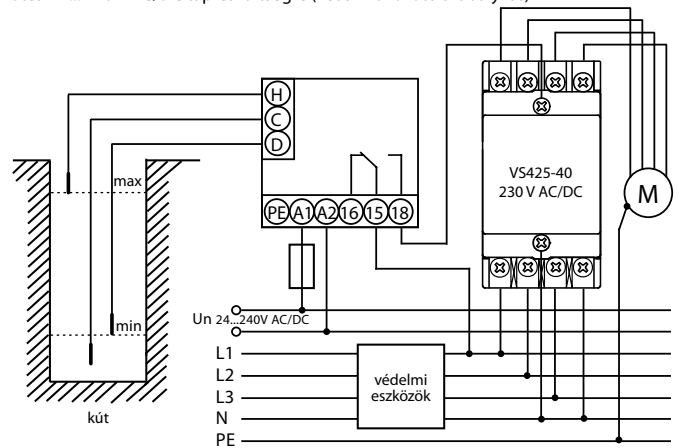 H
C
D
max
min
kút
PE A1 A2 16 15 18
VS425-40
230 V AC/DC
M
Un 24...240V AC/DC
L1
L2
L3
N
PE
védelmi
eszközök